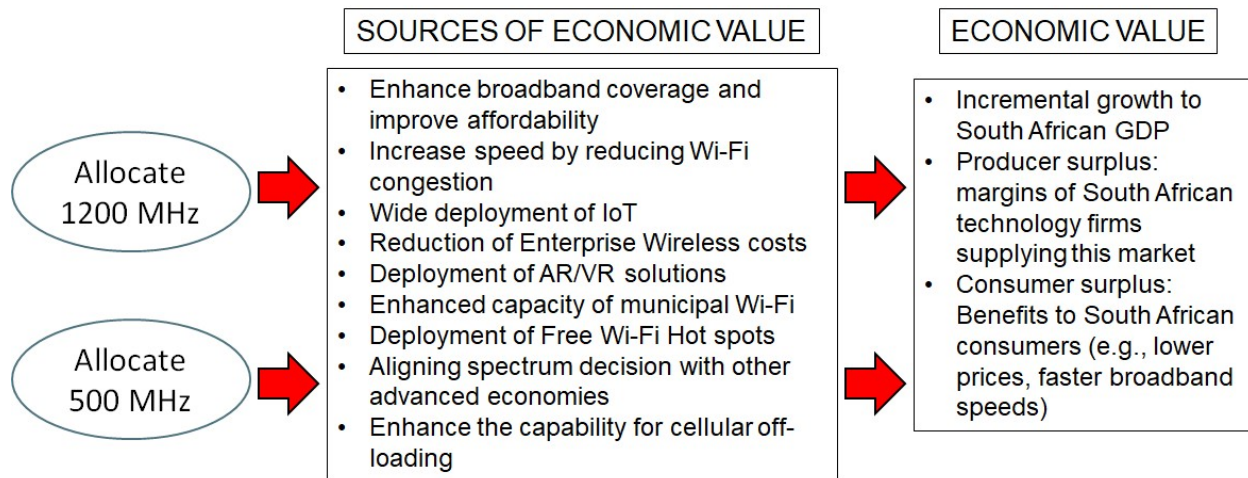 SOURCES OF ECONOMIC VALUE
ECONOMIC VALUE
Allocate
1200 MHz
Allocate
500 MHz
• Enhance broadband coverage and
improve affordability
• Increase speed by reducing Wi-Fi
congestion
• Wide deployment of IoT
• Reduction of Enterprise Wireless costs
• Deployment of AR/VR solutions
• Enhanced capacity of municipal Wi-Fi
• Deployment of Free Wi-Fi Hot spots
• Aligning spectrum decision with other
advanced economies
• Enhance the capability for cellular off-
loading
• Incremental growth to
South African GDP
• Producer surplus:
margins of South African
technology firms
supplying this market
• Consumer surplus:
Benefits to South African
consumers (e.g., lower
prices, faster broadband
speeds)